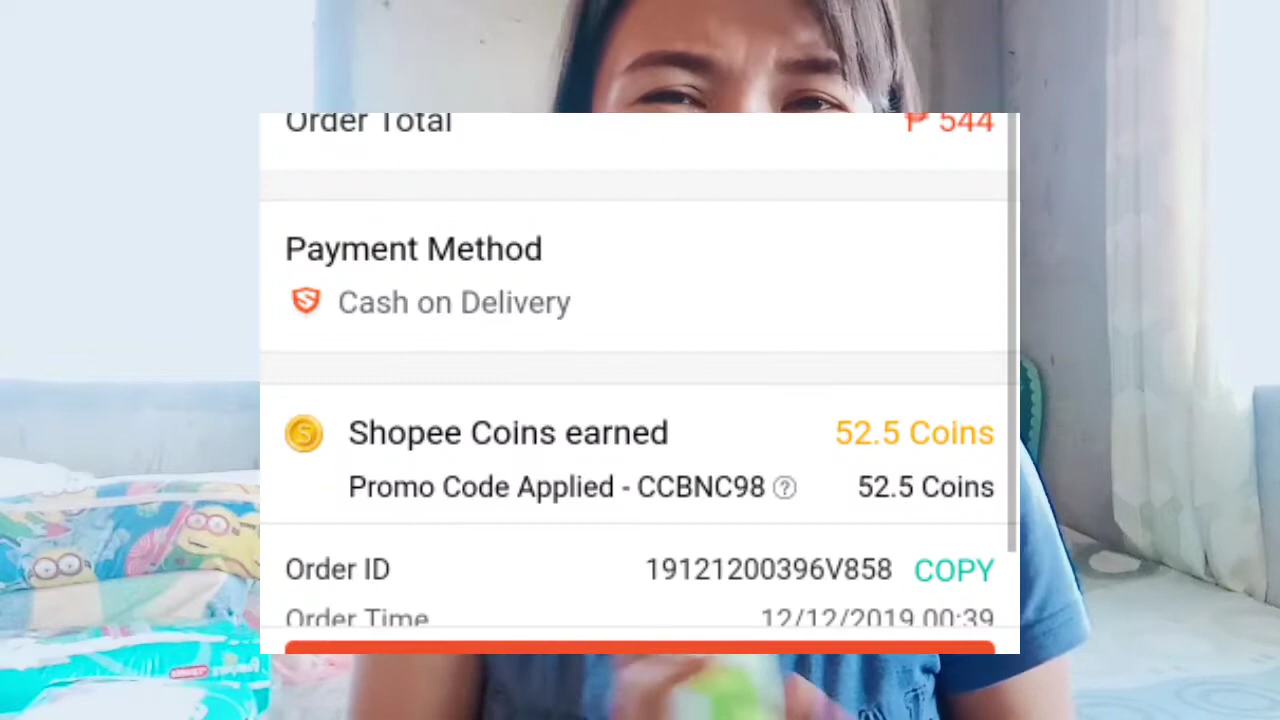 Order Total ₱ 544
Payment Method
Cash on Delivery
Shopee Coins earned 52.5 Coins
Promo Code Applied - CCBNC98 ? 52.5 Coins
Order ID 19121200396V858 COPY
Order Time 12/12/2019 00:39